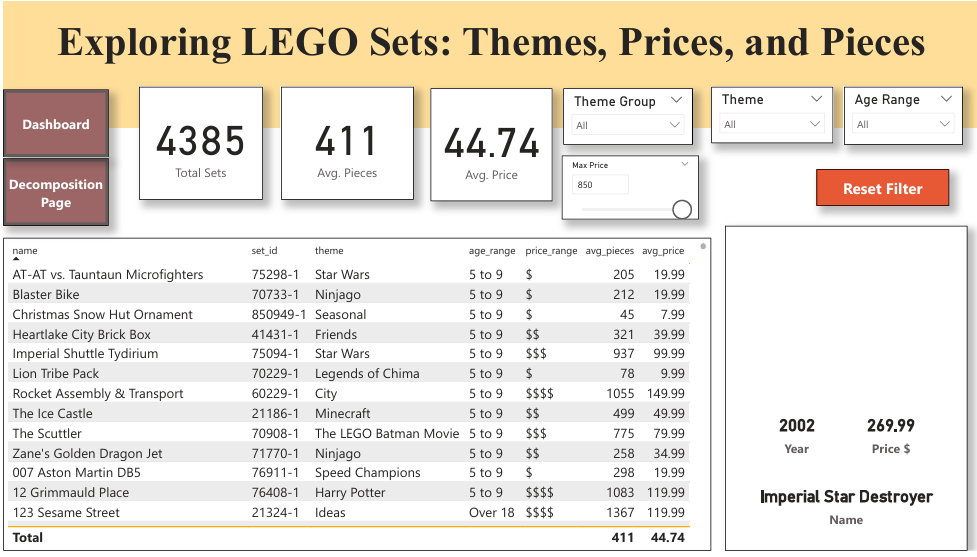 Exploring LEGO Sets: Themes, Prices, and Pieces
Dashboard
Decomposition
Page
4385
Total Sets
411
Avg. Pieces
44.74
Avg. Price
Theme Group
All
Theme
All
Age Range
All
Max Price
850
Reset Filter
name set_id theme age_range price_range avg_pieces avg_price
AT-AT vs. Tauntaun Microfighters 75298-1 Star Wars 5 to 9 $ 205 19.99
Blaster Bike 70733-1 Ninjago 5 to 9 $ 212 19.99
Christmas Snow Hut Ornament 850949-1 Seasonal 5 to 9 $ 45 7.99
Heartlake City Brick Box 41431-1 Friends 5 to 9 $$ 321 39.99
Imperial Shuttle Tydirium 75094-1 Star Wars 5 to 9 $$$ 937 99.99
Lion Tribe Pack 70229-1 Legends of Chima 5 to 9 $ 78 9.99
Rocket Assembly & Transport 60229-1 City 5 to 9 $$$$ 1055 149.99
The Ice Castle 21186-1 Minecraft 5 to 9 $$ 499 49.99
The Scuttler 70908-1 The LEGO Batman Movie 5 to 9 $$$ 775 79.99
Zane's Golden Dragon Jet 71770-1 Ninjago 5 to 9 $$ 258 34.99
007 Aston Martin DB5 76911-1 Speed Champions 5 to 9 $ 298 19.99
12 Grimmauld Place 76408-1 Harry Potter 5 to 9 $$$$ 1083 119.99
123 Sesame Street 21324-1 Ideas Over 18 $$$$ 1367 119.99
Total 411 44.74
2002
Year
269.99
Price $
Imperial Star Destroyer
Name